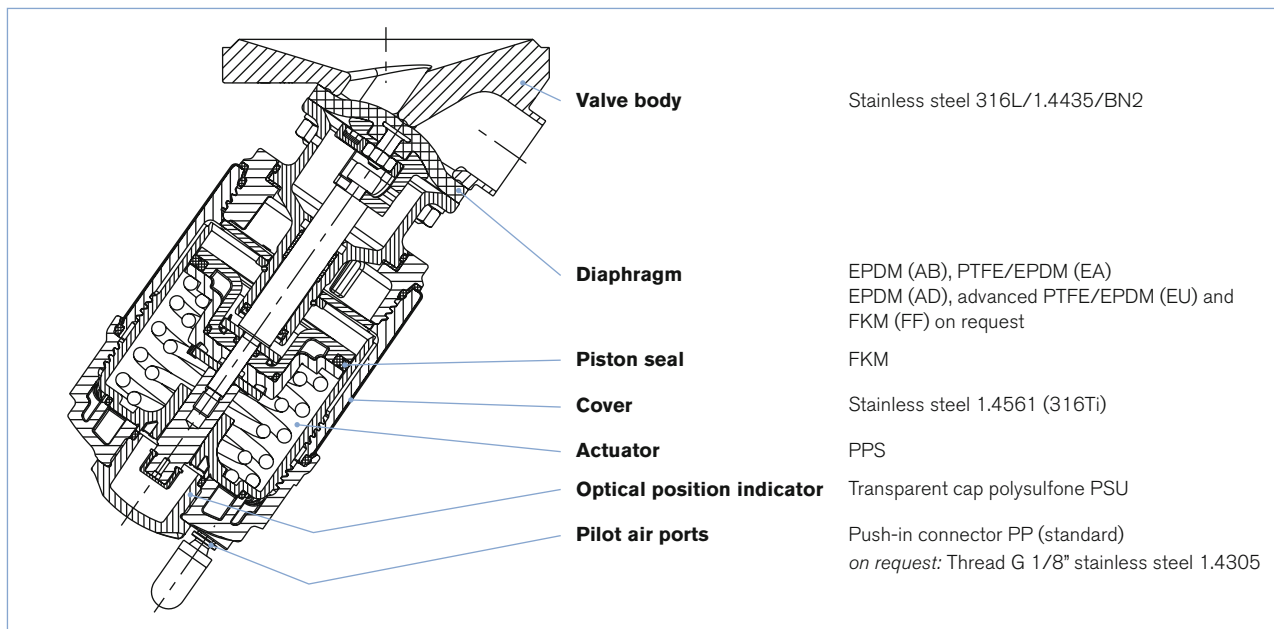 Valve body Stainless steel 316L/1.4435/BN2
Diaphragm EPDM (AB), PTFE/EPDM (EA)
EPDM (AD), advanced PTFE/EPDM (EU) and
FKM (FF) on request
Piston seal FKM
Cover Stainless steel 1.4561 (316Ti)
Actuator PPS
Optical position indicator Transparent cap polysulfone PSU
Pilot air ports Push-in connector PP (standard)
on request: Thread G 1/8" stainless steel 1.4305